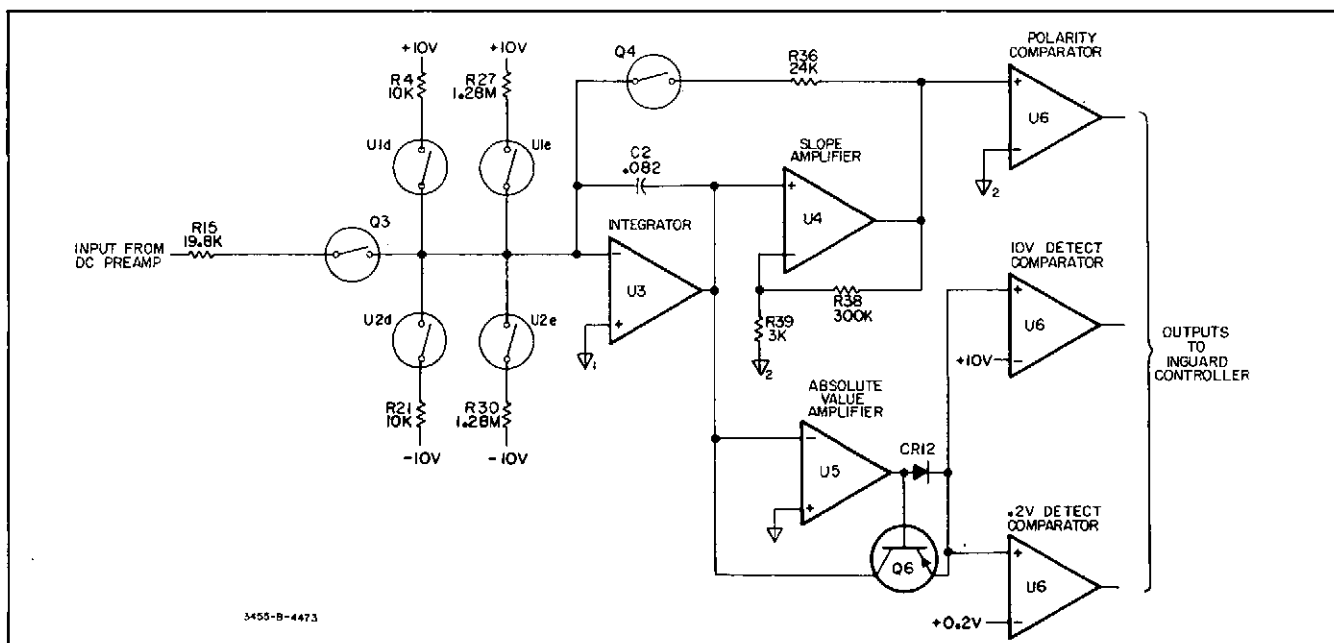 +10V
R4
10K
+10V
R27
1.28M
Q4
R36
24K
POLARITY
COMPARATOR
+
U6
−
2
U1d
U1e
C2
.082
SLOPE
AMPLIFIER
+
U4
−
INPUT FROM
DC PREAMP
R15
19.8K
Q3
INTEGRATOR
−
U3
+
1
R38
300K
R39
3K
2
10V DETECT
COMPARATOR
+
U6
+10V −
OUTPUTS
TO
INGUARD
CONTROLLER
U2d
U2e
R21
10K
-10V
R30
1.28M
-10V
ABSOLUTE
VALUE
AMPLIFIER
−
U5
+
CR12
Q6
.2V DETECT
COMPARATOR
+
U6
+0.2V −
3455-B-4473